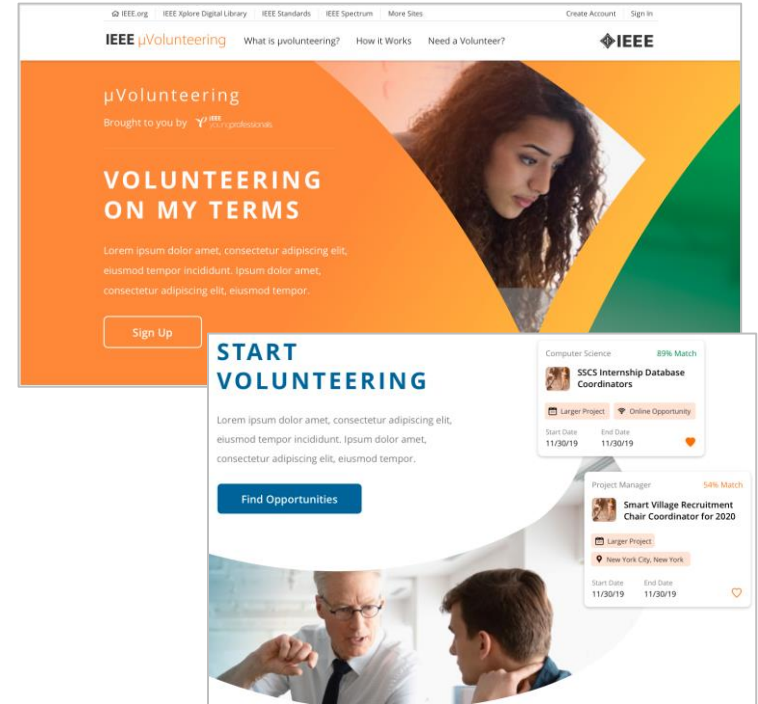 IEEE.org IEEE Xplore Digital Library IEEE Standards IEEE Spectrum More Sites Create Account Sign In
IEEE µVolunteering What is µvolunteering? How it Works Need a Volunteer? IEEE
µVolunteering
Brought to you by IEEE youngprofessionals
VOLUNTEERING
ON MY TERMS
Lorem ipsum dolor amet, consectetur adipiscing elit,
eiusmod tempor incididunt. Ipsum dolor amet,
consectetur adipiscing elit, eiusmod tempor.
Sign Up
START
VOLUNTEERING
Lorem ipsum dolor amet, consectetur adipiscing elit,
eiusmod tempor incididunt. Ipsum dolor amet,
consectetur adipiscing elit, eiusmod tempor.
Find Opportunities
Computer Science 89% Match
SSCS Internship Database
Coordinators
Larger Project Online Opportunity
Start Date End Date
11/30/19 11/30/19
Project Manager 54% Match
Smart Village Recruitment
Chair Coordinator for 2020
Larger Project
New York City, New York
Start Date End Date
11/30/19 11/30/19